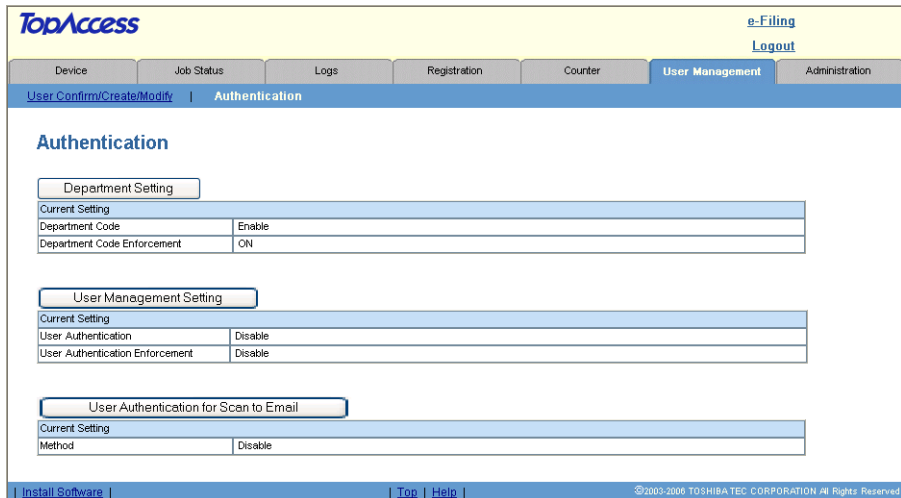 TopAccess
e-Filing
Logout
Device Job Status Logs Registration Counter User Management Administration
User Confirm/Create/Modify | Authentication
Authentication
Department Setting
Current Setting
Department Code Enable
Department Code Enforcement ON
User Management Setting
Current Setting
User Authentication Disable
User Authentication Enforcement Disable
User Authentication for Scan to Email
Current Setting
Method Disable
| Install Software | | Top | Help | ©2003-2006 TOSHIBA TEC CORPORATION All Rights Reserved